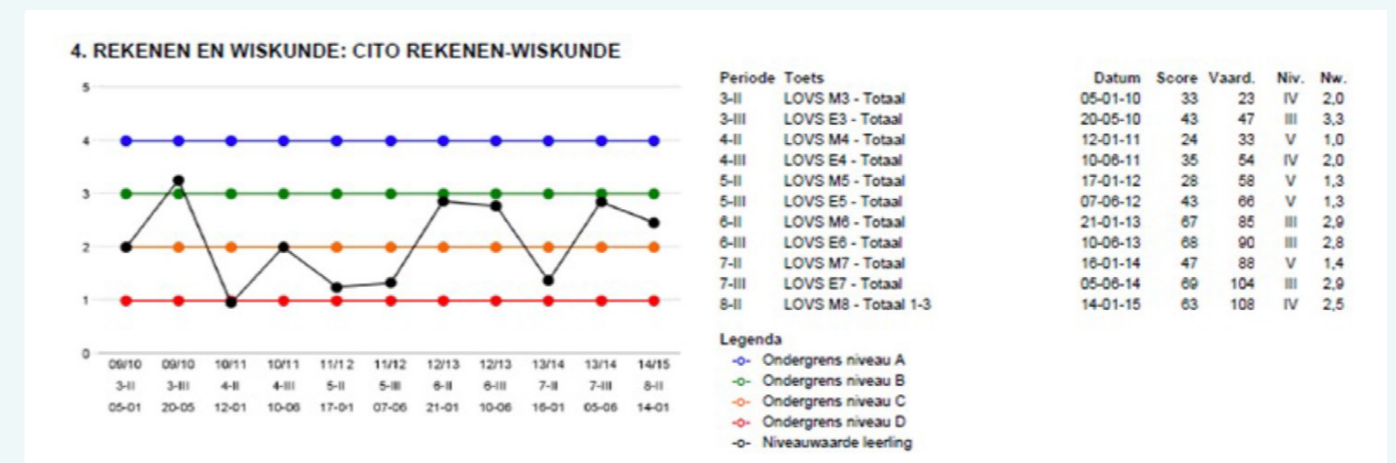 4. REKENEN EN WISKUNDE: CITO REKENEN-WISKUNDE
5
4
3
2
1
0
09/10 09/10 10/11 10/11 11/12 11/12 12/13 12/13 13/14 13/14 14/15
3-II 3-III 4-II 4-III 5-II 5-III 6-II 6-III 7-II 7-III 8-II
05-01 20-05 12-01 10-06 17-01 07-06 21-01 10-06 16-01 05-06 14-01
Periode Toets Datum Score Vaard. Niv. Nw.
3-II LOVS M3 - Totaal 05-01-10 33 23 IV 2,0
3-III LOVS E3 - Totaal 20-05-10 43 47 III 3,3
4-II LOVS M4 - Totaal 12-01-11 24 33 V 1,0
4-III LOVS E4 - Totaal 10-06-11 35 54 IV 2,0
5-II LOVS M5 - Totaal 17-01-12 28 58 V 1,3
5-III LOVS E5 - Totaal 07-06-12 43 66 V 1,3
6-II LOVS M6 - Totaal 21-01-13 67 85 III 2,9
6-III LOVS E6 - Totaal 10-06-13 68 90 III 2,8
7-II LOVS M7 - Totaal 16-01-14 47 88 V 1,4
7-III LOVS E7 - Totaal 05-06-14 69 104 III 2,9
8-II LOVS M8 - Totaal 1-3 14-01-15 63 108 IV 2,5
Legenda
-o- Ondergrens niveau A
-o- Ondergrens niveau B
-o- Ondergrens niveau C
-o- Ondergrens niveau D
-o- Niveauwaarde leerling